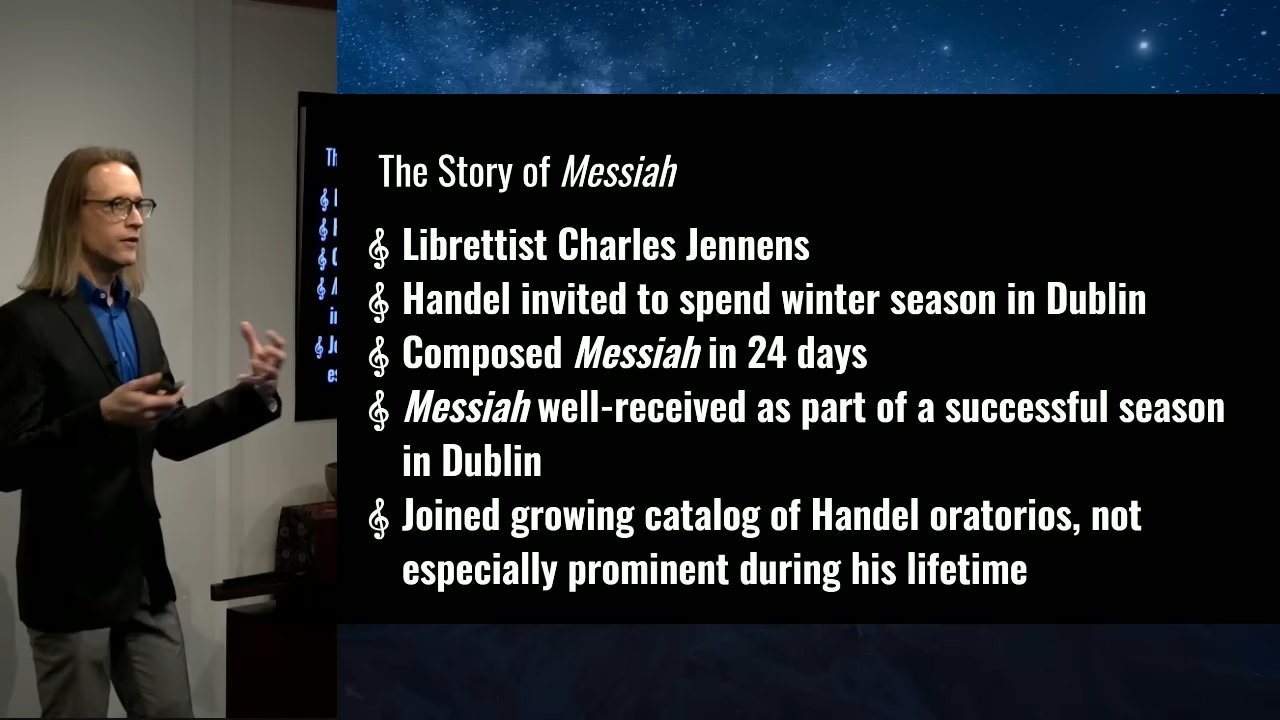 The Story of Messiah
Librettist Charles Jennens
Handel invited to spend winter season in Dublin
Composed Messiah in 24 days
Messiah well-received as part of a successful season
in Dublin
Joined growing catalog of Handel oratorios, not
especially prominent during his lifetime